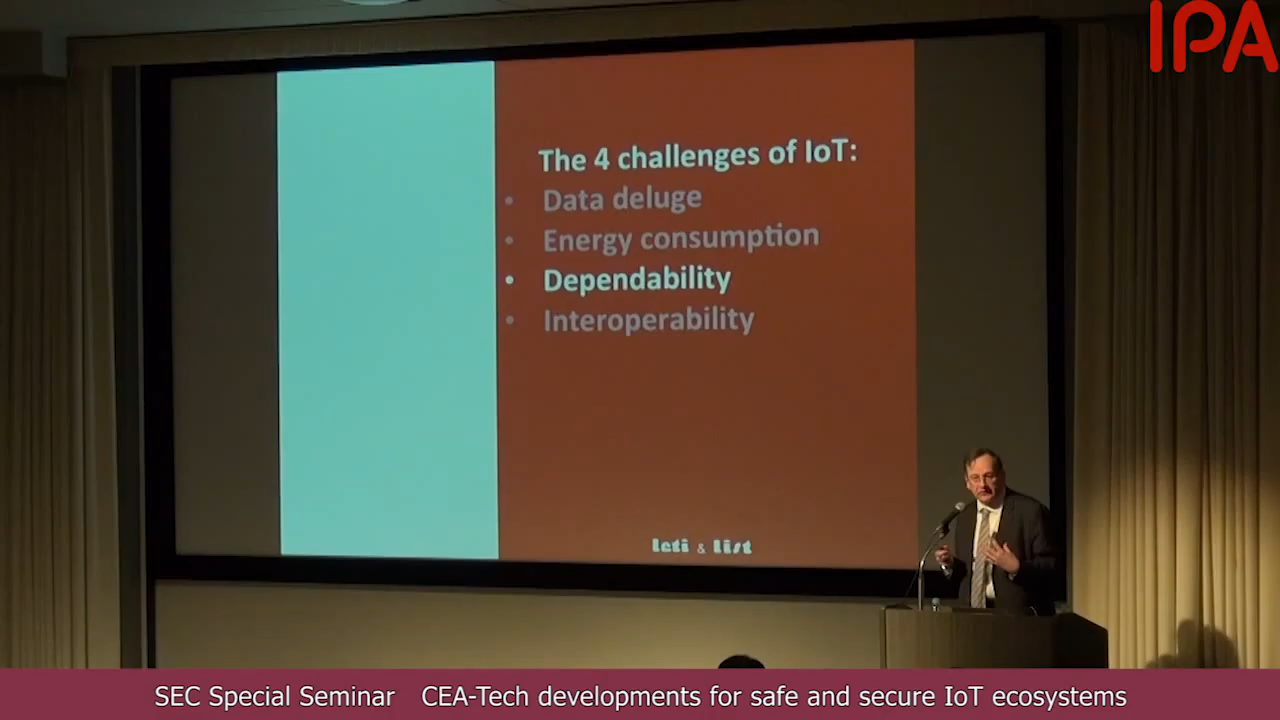 IPA
The 4 challenges of IoT:
• Data deluge
• Energy consumption
• Dependability
• Interoperability
leti & list
SEC Special Seminar CEA-Tech developments for safe and secure IoT ecosystems